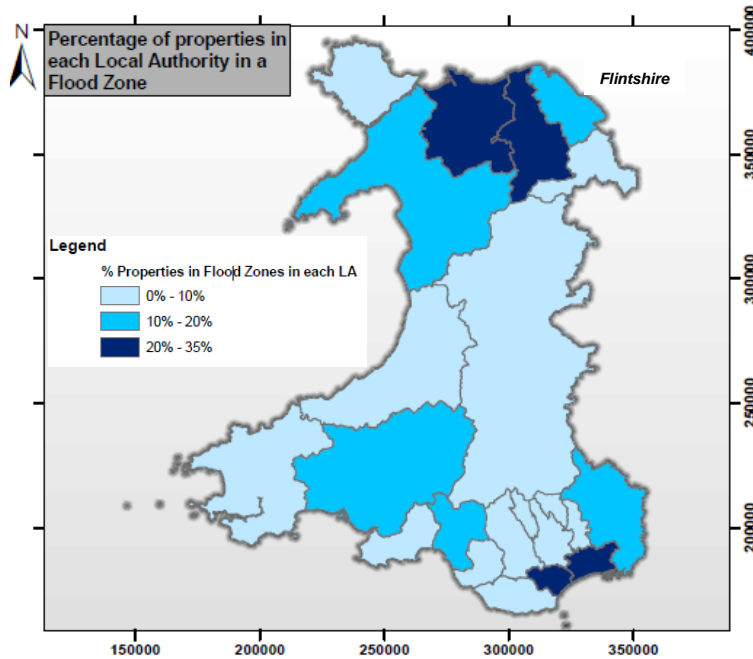 N
Percentage of properties in
each Local Authority in a
Flood Zone
Flintshire
Legend
% Properties in Flood Zones in each LA
0% - 10%
10% - 20%
20% - 35%
400000
350000
300000
250000
200000
150000
200000
250000
300000
350000